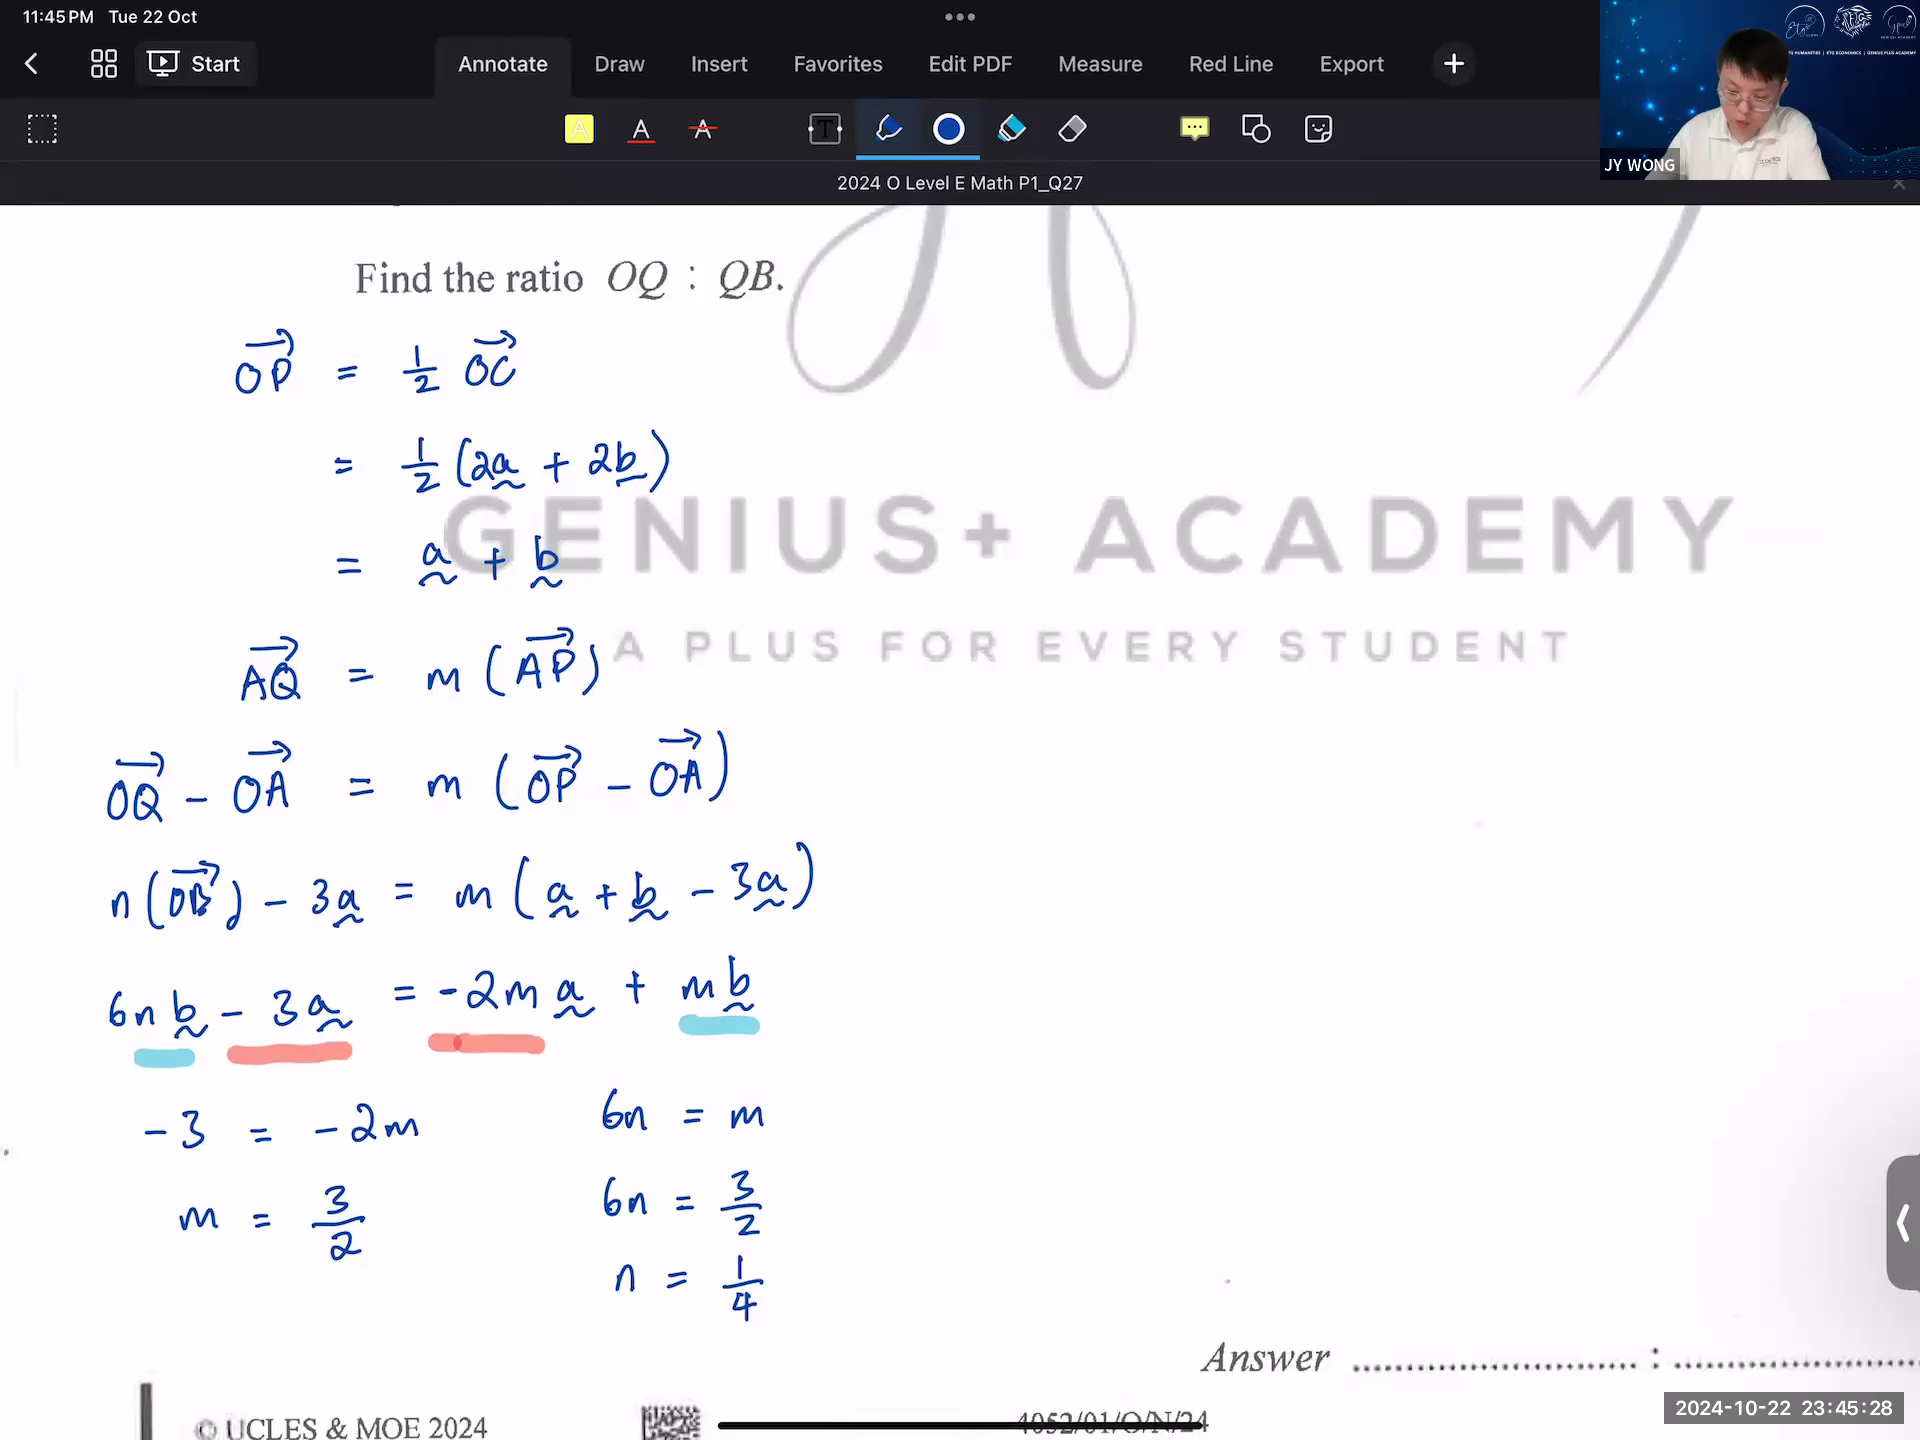 11:45 PM Tue 22 Oct
Start
Annotate Draw Insert Favorites Edit PDF Measure Red Line Export
2024 O Level E Math P1_Q27
JY WONG
Find the ratio OQ : QB.
OP = 1/2 OC
= 1/2 (2a + 2b)
= a + b
GENIUS+ ACADEMY
A PLUS FOR EVERY STUDENT
AQ = m (AP)
OQ - OA = m (OP - OA)
n(OB) - 3a = m (a + b - 3a)
6nb - 3a = -2ma + mb
-3 = -2m
6n = m
m = 3/2
6n = 3/2
n = 1/4
Answer .................................... : ..............................
© UCLES & MOE 2024
4052/01/O/N/24
2024-10-22 23:45:28